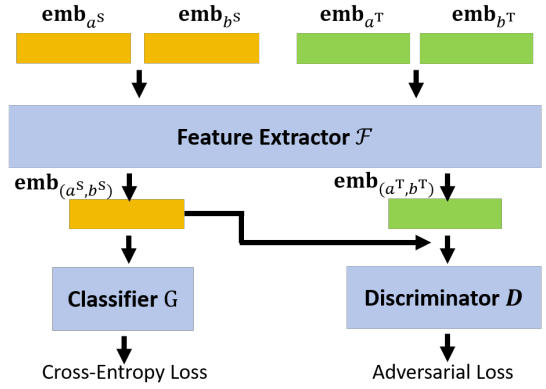 emb_{a^S} emb_{b^S} emb_{a^T} emb_{b^T}
Feature Extractor ℱ
emb_{(a^S,b^S)} emb_{(a^T,b^T)}
Classifier G Discriminator D
Cross-Entropy Loss Adversarial Loss